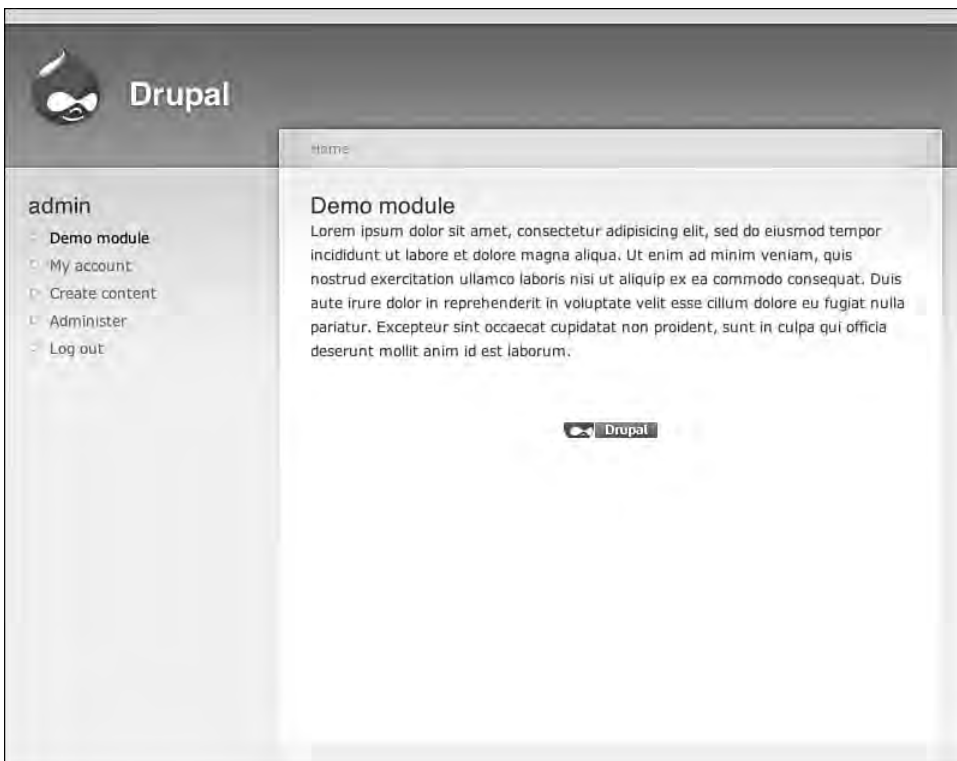 Drupal
Home
admin
Demo module
My account
Create content
Administer
Log out
Demo module
Lorem ipsum dolor sit amet, consectetur adipisicing elit, sed do eiusmod tempor
incididunt ut labore et dolore magna aliqua. Ut enim ad minim veniam, quis
nostrud exercitation ullamco laboris nisi ut aliquip ex ea commodo consequat. Duis
aute irure dolor in reprehenderit in voluptate velit esse cillum dolore eu fugiat nulla
pariatur. Excepteur sint occaecat cupidatat non proident, sunt in culpa qui officia
deserunt mollit anim id est laborum.
Drupal